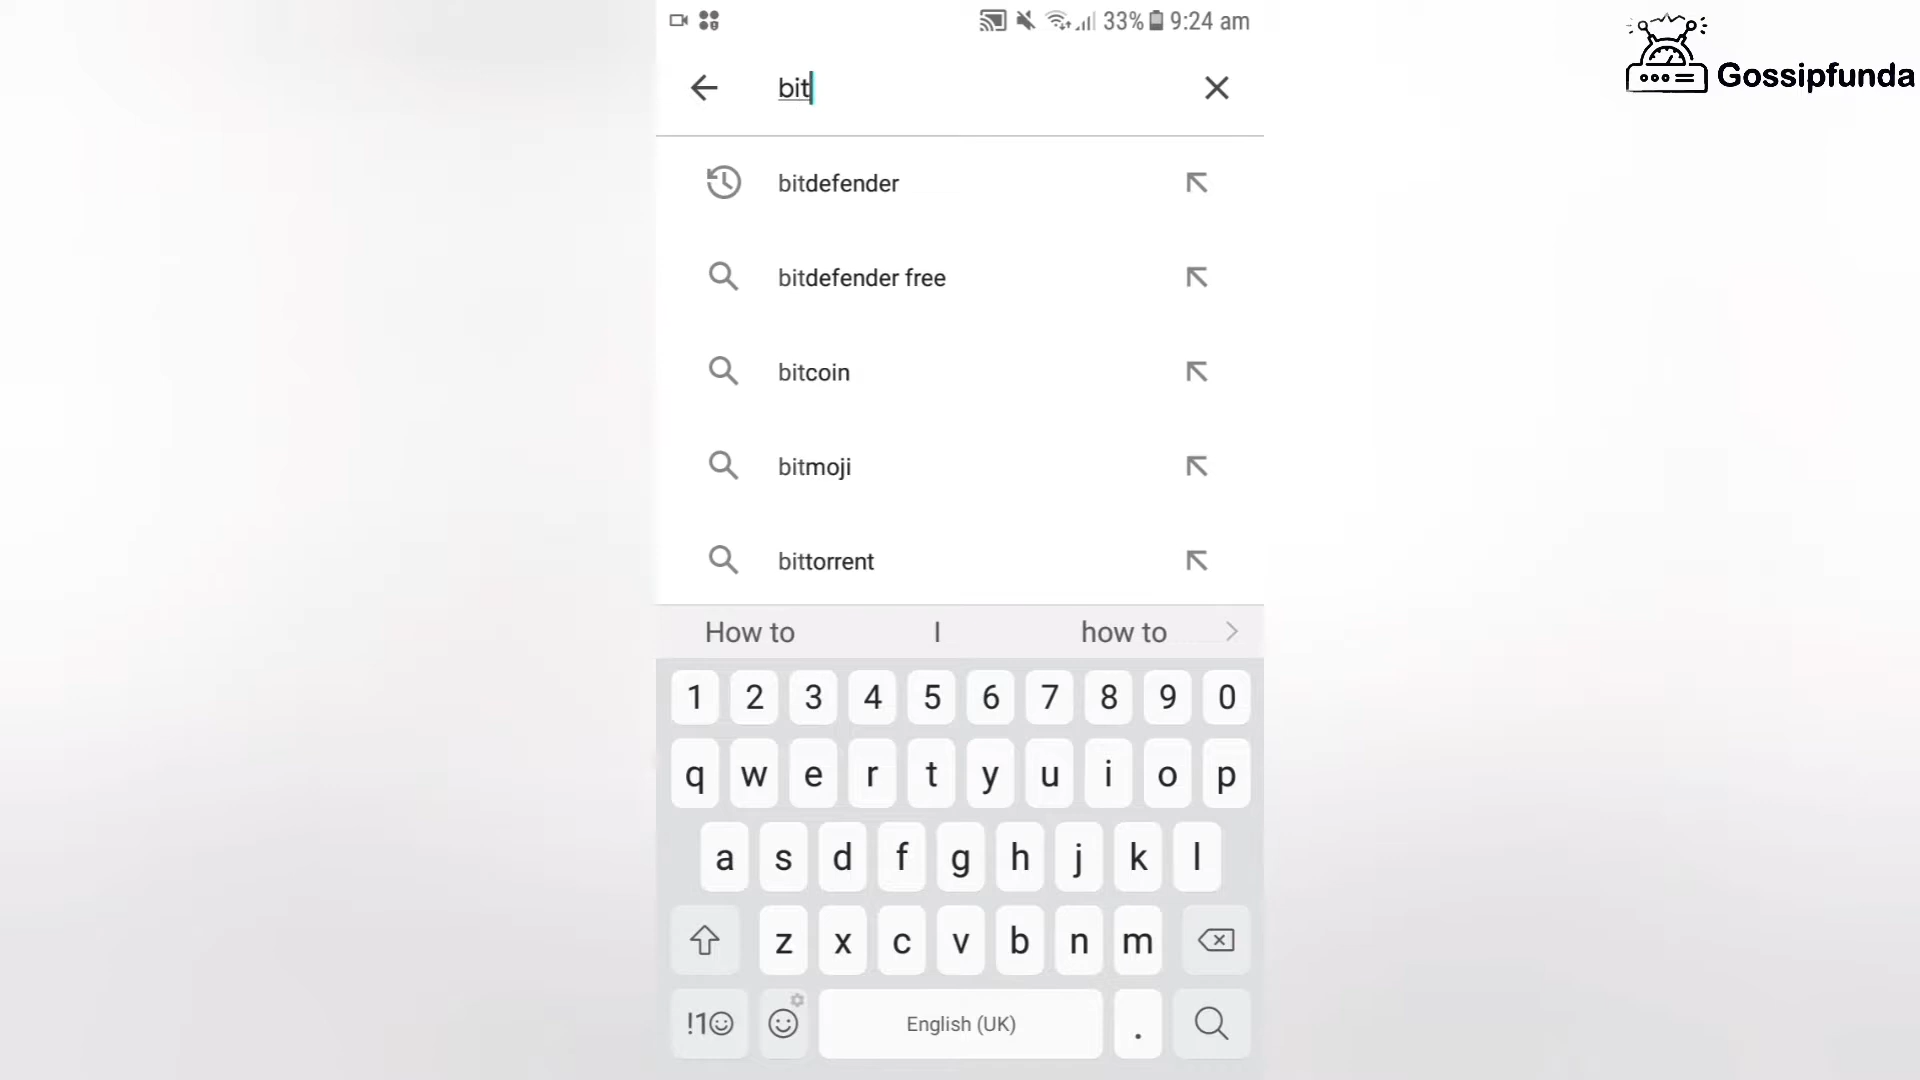 33% 9:24 am
Gossipfunda
bit
bitdefender
bitdefender free
bitcoin
bitmoji
bittorrent
How to I how to
1 2 3 4 5 6 7 8 9 0
q w e r t y u i o p
a s d f g h j k l
z x c v b n m
!1☺ English (UK) .